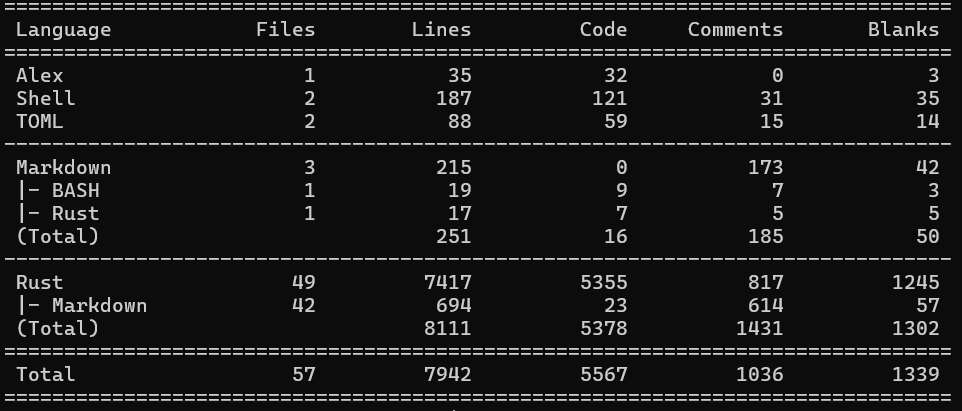 ===============================================================================
 Language            Files        Lines         Code     Comments       Blanks
===============================================================================
 Alex                    1           35           32            0            3
 Shell                   2          187          121           31           35
 TOML                    2           88           59           15           14
-------------------------------------------------------------------------------
 Markdown                3          215            0          173           42
 |- BASH                 1           19            9            7            3
 |- Rust                 1           17            7            5            5
 (Total)                            251           16          185           50
-------------------------------------------------------------------------------
 Rust                   49         7417         5355          817         1245
 |- Markdown            42          694           23          614           57
 (Total)                           8111         5378         1431         1302
===============================================================================
 Total                  57         7942         5567         1036         1339
===============================================================================